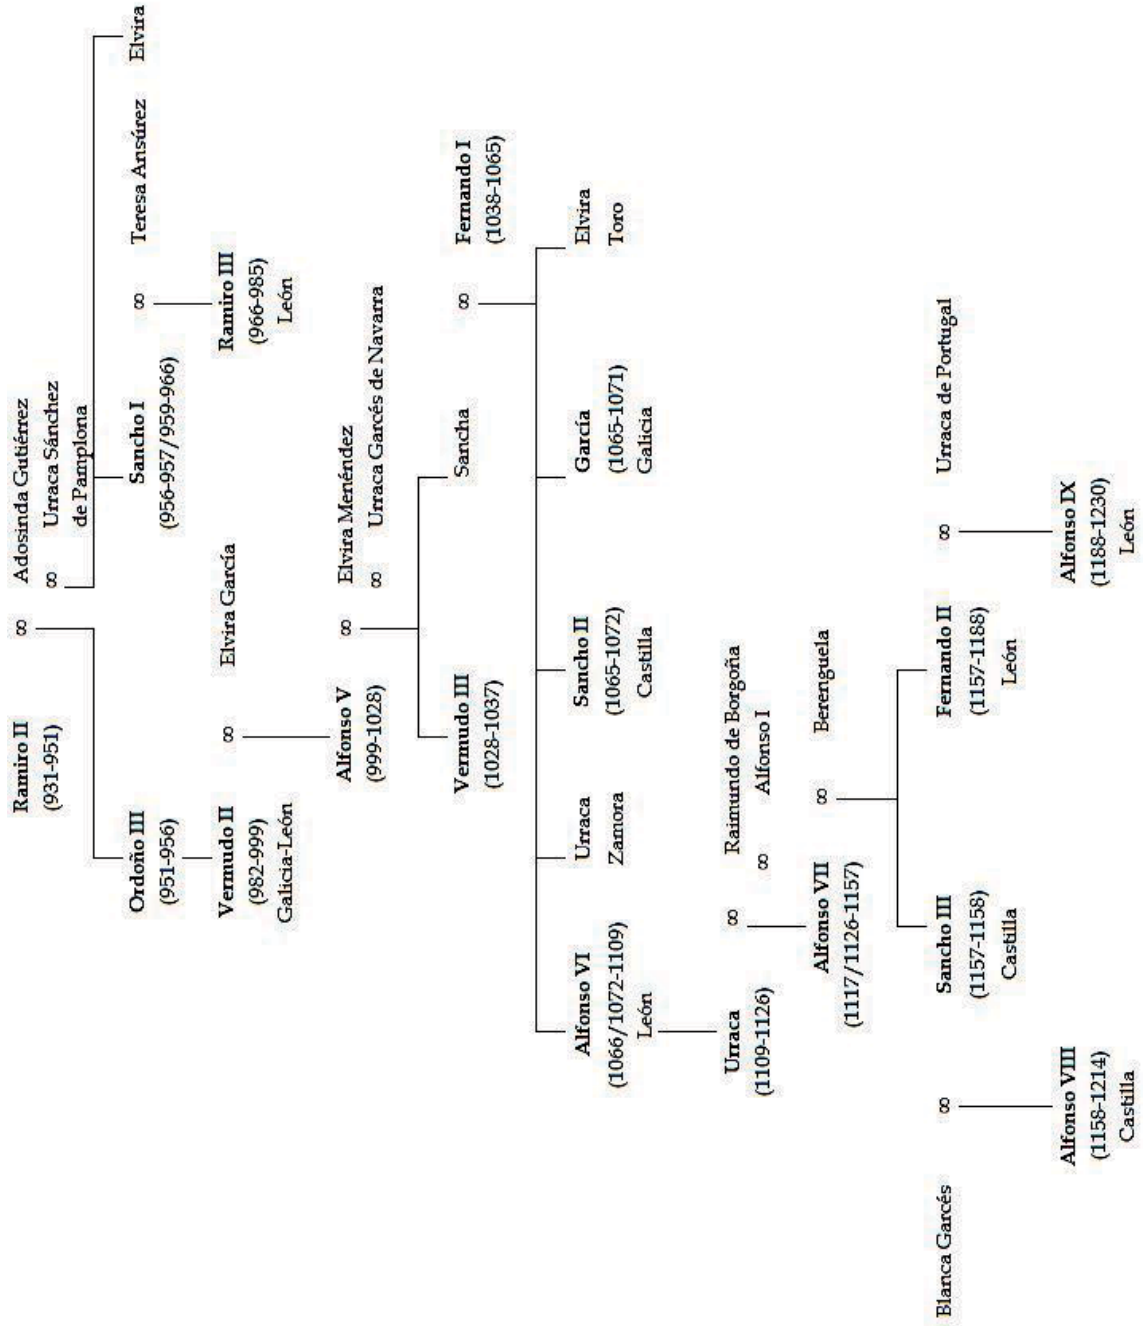 Ramiro II
(931-951)
∞
Adosinda Gutiérrez
∞
Urraca Sánchez
de Pamplona
Ordoño III
(951-956)
Sancho I
(956-957/959-966)
∞
Teresa Ansúrez
Elvira
Vermudo II
(982-999)
Galicia-León
∞
Elvira García
Ramiro III
(966-985)
León
Alfonso V
(999-1028)
∞
Elvira Menéndez
∞
Urraca Garcés de Navarra
Vermudo III
(1028-1037)
Sancha
∞
Fernando I
(1038-1065)
Alfonso VI
(1066/1072-1109)
León
Urraca
Zamora
Sancho II
(1065-1072)
Castilla
García
(1065-1071)
Galicia
Elvira
Toro
Urraca
(1109-1126)
∞
Raimundo de Borgoña
∞
Alfonso I
Alfonso VII
(1117/1126-1157)
∞
Berenguela
Blanca Garcés
∞
Sancho III
(1157-1158)
Castilla
Fernando II
(1157-1188)
León
∞
Urraca de Portugal
Alfonso VIII
(1158-1214)
Castilla
Alfonso IX
(1188-1230)
León